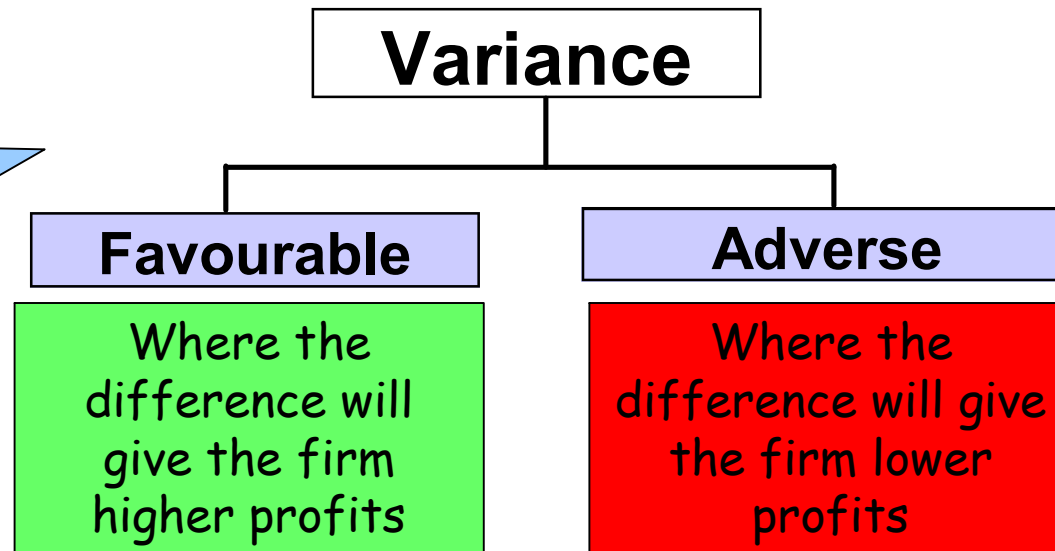 Variance
Favourable
Where the
difference will
give the firm
higher profits
Adverse
Where the
difference will give
the firm lower
profits